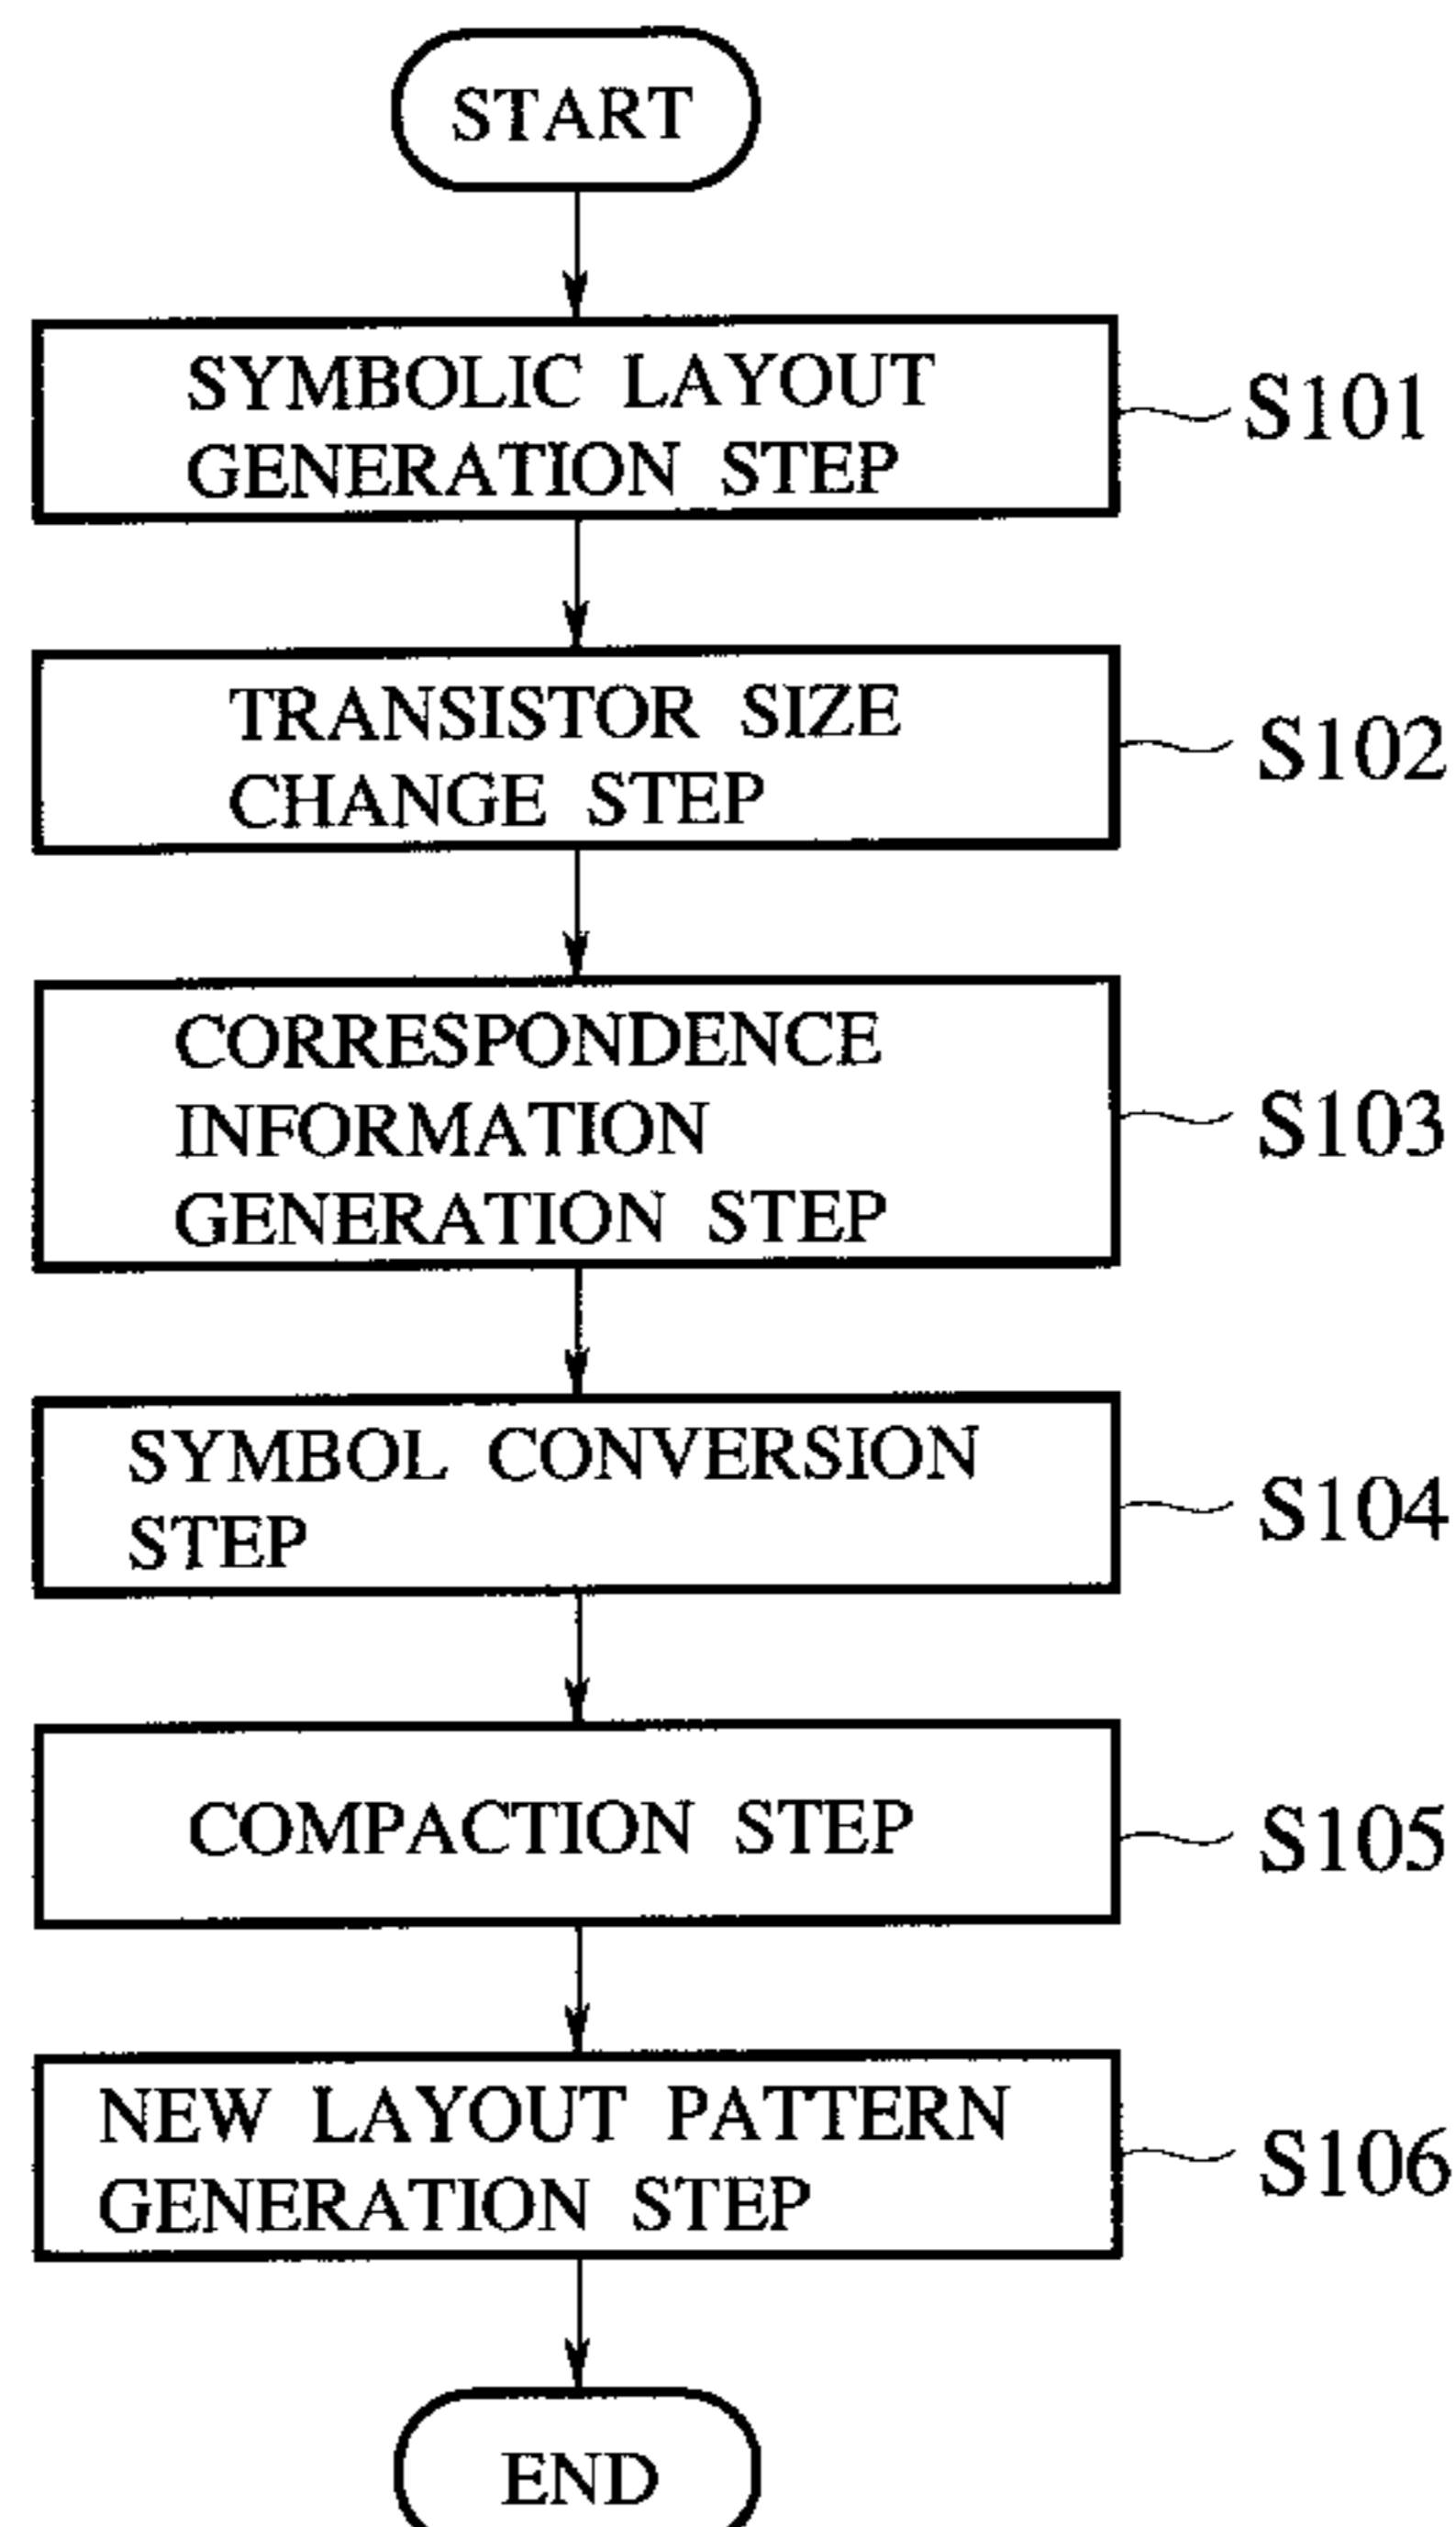 START
SYMBOLIC LAYOUT
GENERATION STEP
S101
TRANSISTOR SIZE
CHANGE STEP
S102
CORRESPONDENCE
INFORMATION
GENERATION STEP
S103
SYMBOL CONVERSION
STEP
S104
COMPACTION STEP
S105
NEW LAYOUT PATTERN
GENERATION STEP
S106
END